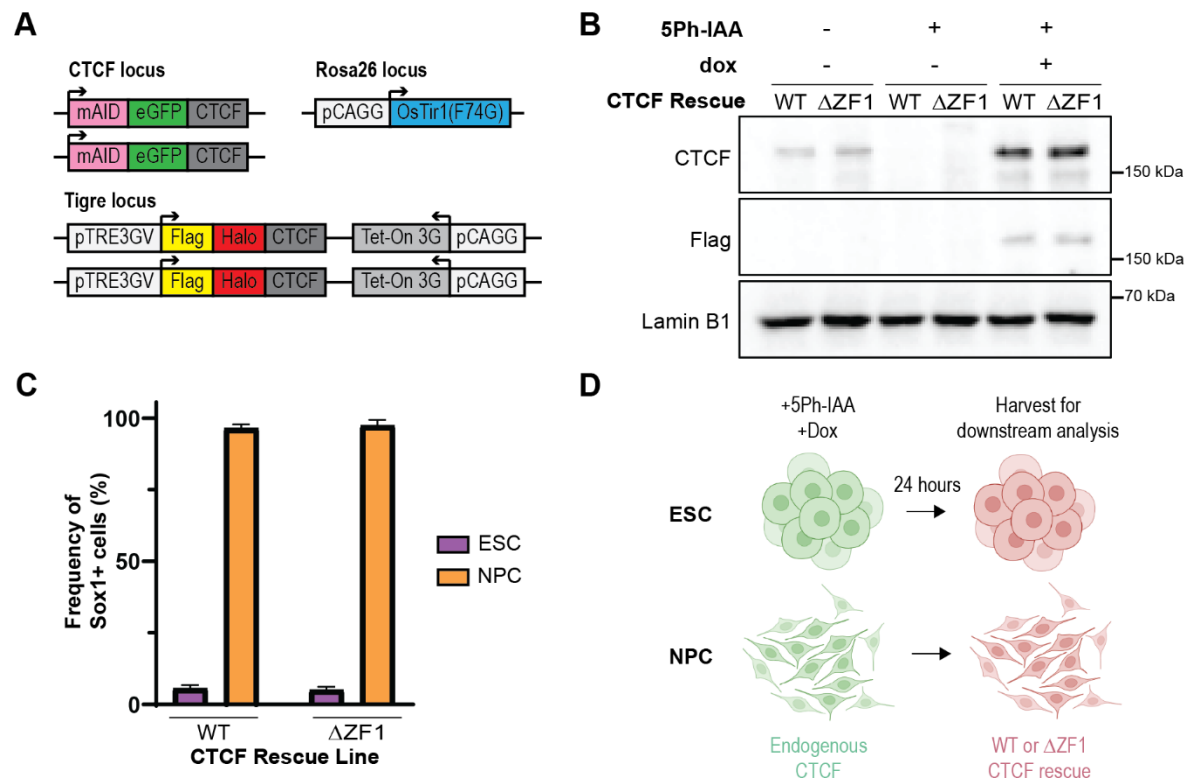 A
CTCF locus
mAID eGFP CTCF
mAID eGFP CTCF
Rosa26 locus
pCAGG OsTir1(F74G)
Tigre locus
pTRE3GV Flag Halo CTCF Tet-On 3G pCAGG
pTRE3GV Flag Halo CTCF Tet-On 3G pCAGG
B
5Ph-IAA - + +
dox - - +
CTCF Rescue WT ΔZF1 WT ΔZF1 WT ΔZF1
CTCF
150 kDa
Flag
150 kDa
70 kDa
Lamin B1
C
Frequency of
Sox1+ cells (%)
100
50
0
WT ΔZF1
CTCF Rescue Line
ESC
NPC
D
+5Ph-IAA
+Dox
Harvest for
downstream analysis
ESC
24 hours
NPC
Endogenous
CTCF
WT or ΔZF1
CTCF rescue